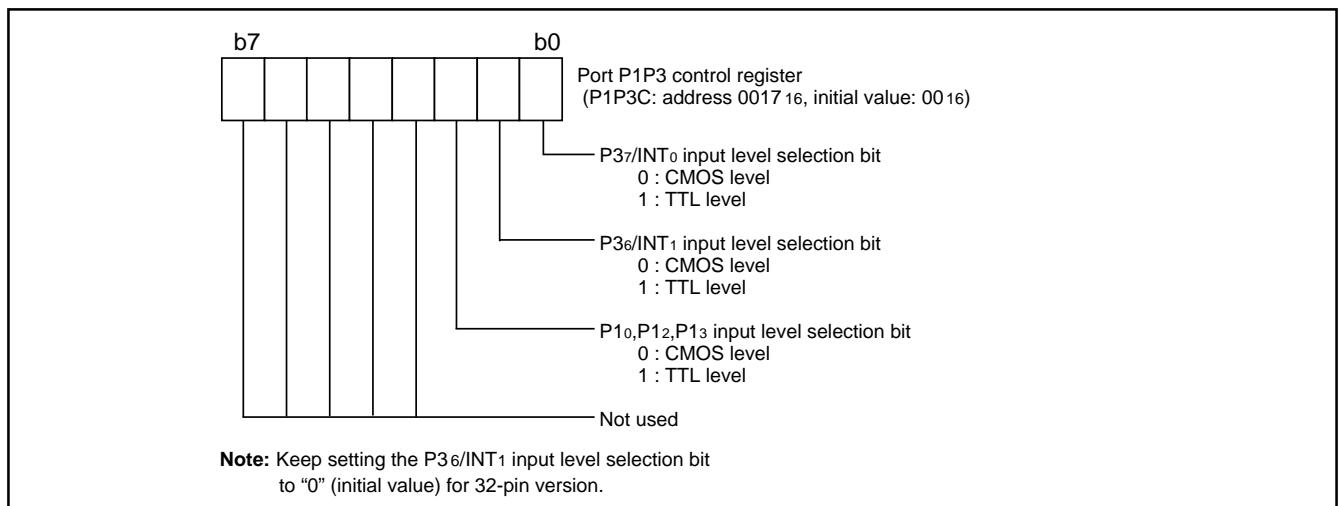 b7 b0
Port P1P3 control register
(P1P3C: address 0017 16, initial value: 00 16)
P37/INT0 input level selection bit
0 : CMOS level
1 : TTL level
P36/INT1 input level selection bit
0 : CMOS level
1 : TTL level
P10,P12,P13 input level selection bit
0 : CMOS level
1 : TTL level
Not used
Note: Keep setting the P36/INT1 input level selection bit
to “0” (initial value) for 32-pin version.